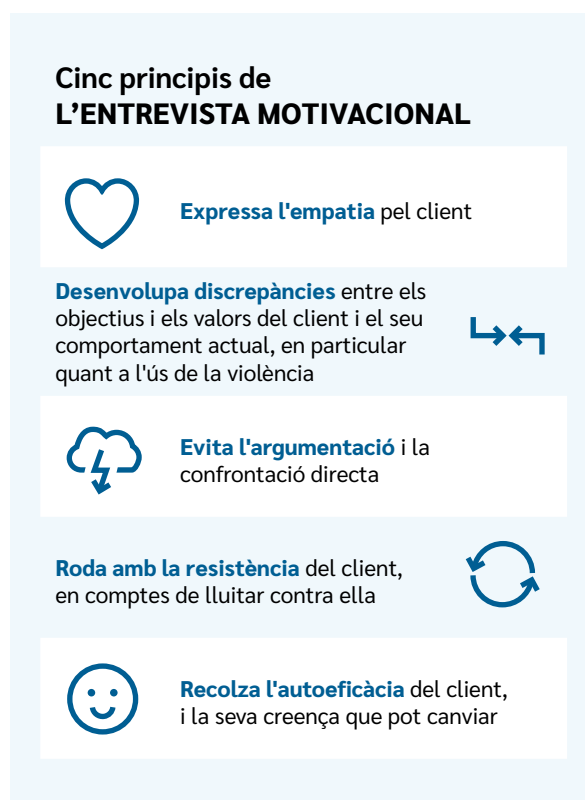 Cinc principis de
L'ENTREVISTA MOTIVACIONAL
Expressa l'empatia pel client
Desenvolupa discrepàncies entre els
objectius i els valors del client i el seu
comportament actual, en particular
quant a l'ús de la violència
Evita l'argumentació i la
confrontació directa
Roda amb la resistència del client,
en comptes de lluitar contra ella
Recolza l'autoeficàcia del client,
i la seva creença que pot canviar